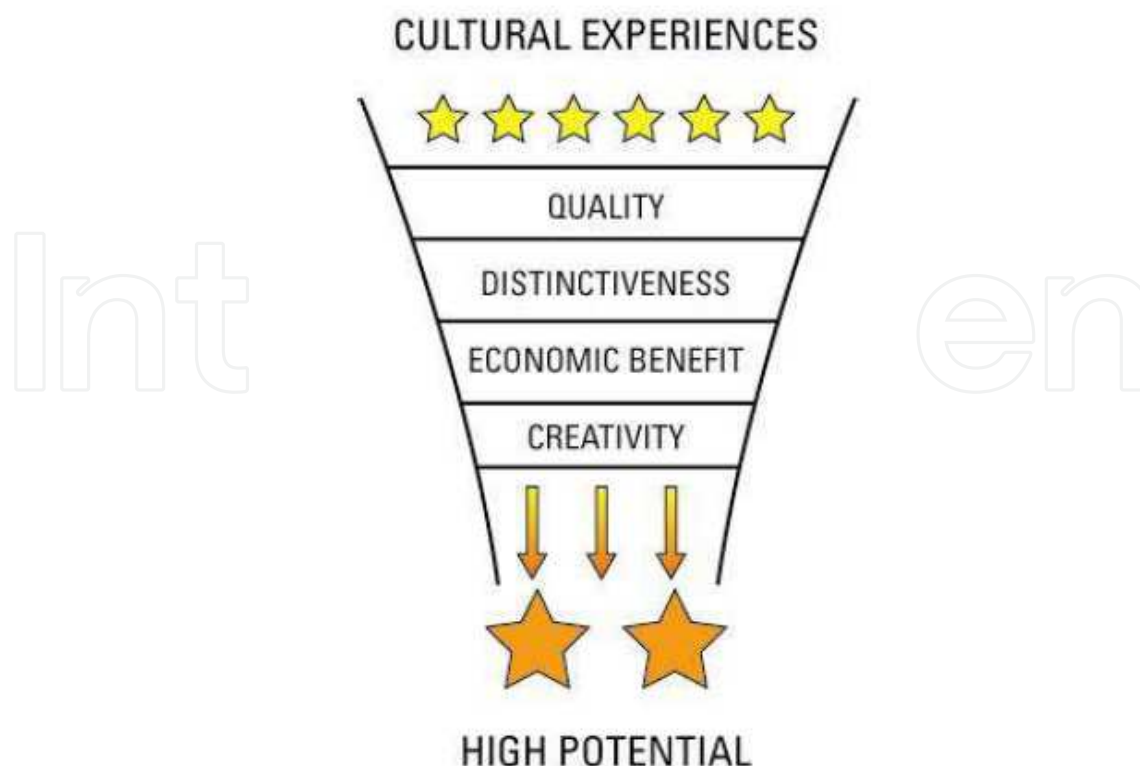 CULTURAL EXPERIENCES
QUALITY
DISTINCTIVENESS
ECONOMIC BENEFIT
CREATIVITY
HIGH POTENTIAL
Int
en